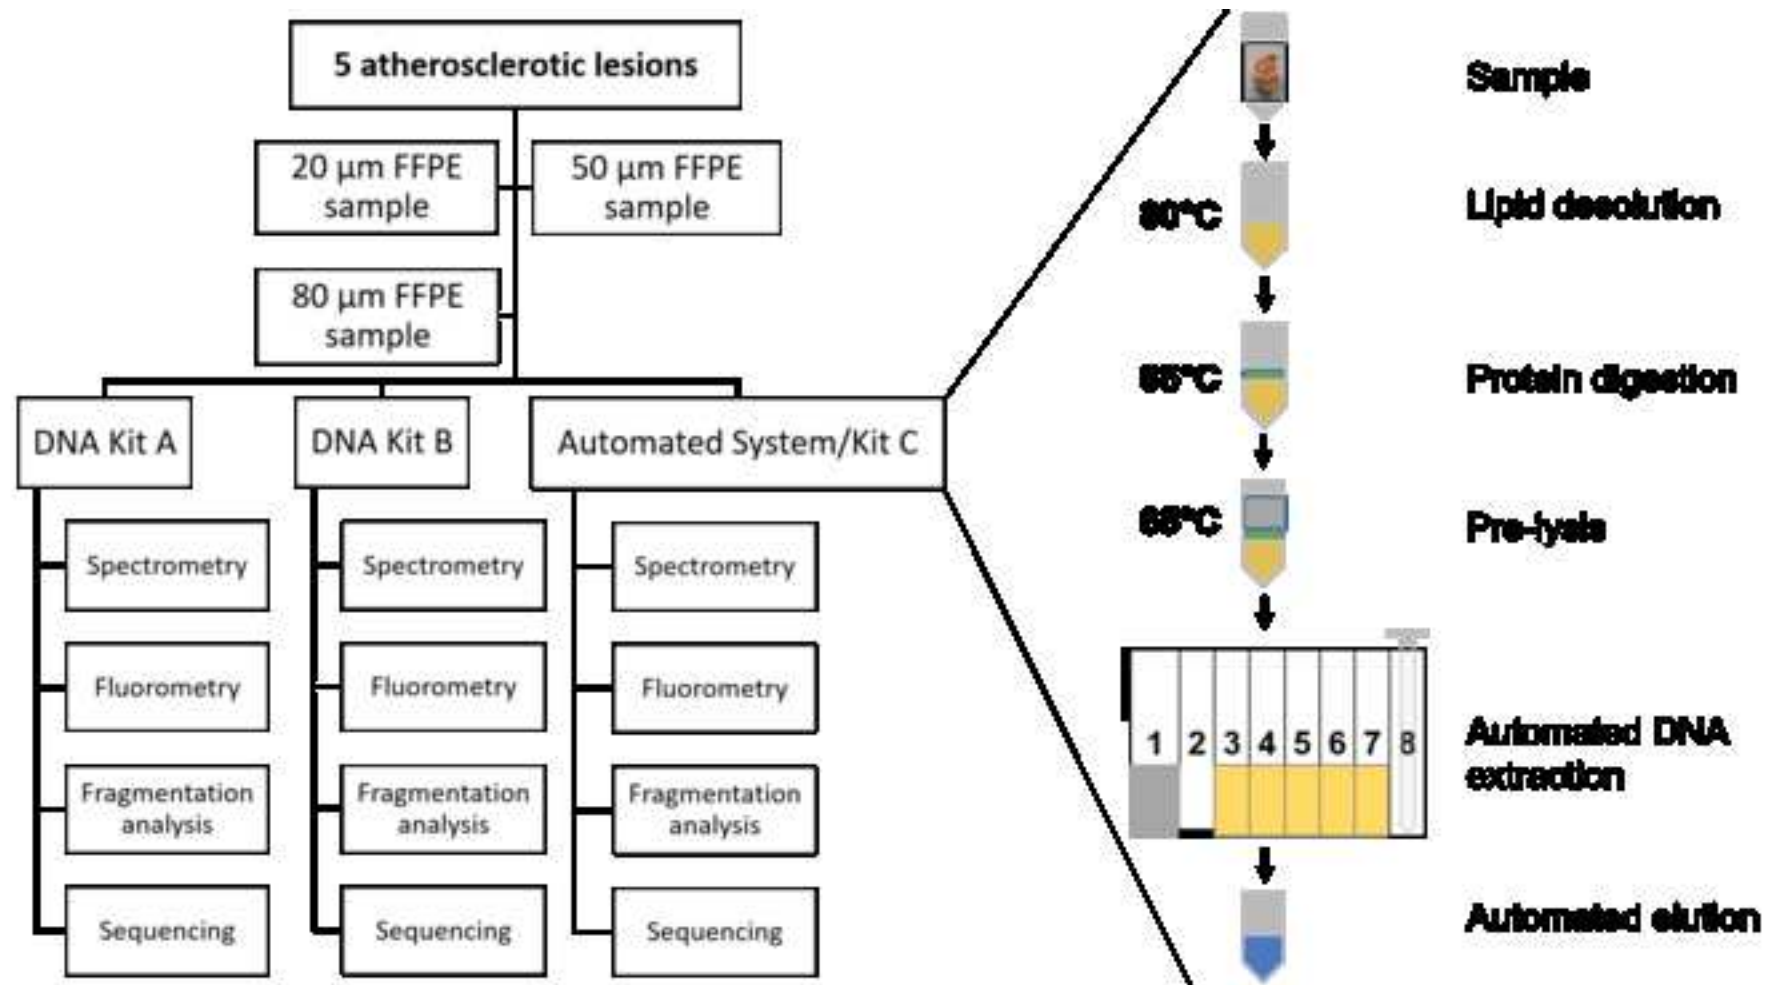 5 atherosclerotic lesions
20 µm FFPE
sample
50 µm FFPE
sample
80 µm FFPE
sample
DNA Kit A
DNA Kit B
Automated System/Kit C
Spectrometry
Fluorometry
Fragmentation
analysis
Sequencing
Spectrometry
Fluorometry
Fragmentation
analysis
Sequencing
Spectrometry
Fluorometry
Fragmentation
analysis
Sequencing
Sample
Lipid desolution
Protein digestion
Pre-lysis
1 2 3 4 5 6 7 8
Automated DNA
extraction
Automated elution